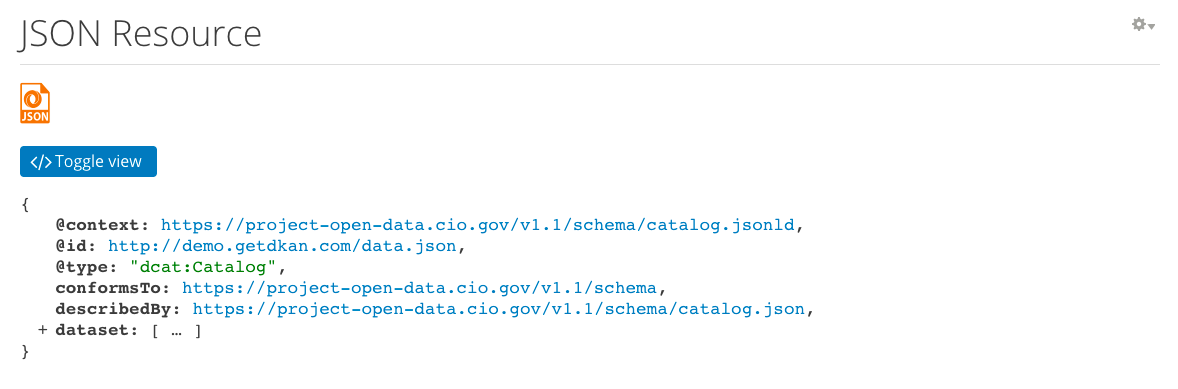 JSON Resource
JSON
</> Toggle view
{
@context: https://project-open-data.cio.gov/v1.1/schema/catalog.jsonld,
@id: http://demo.getdkan.com/data.json,
@type: "dcat:Catalog",
conformsTo: https://project-open-data.cio.gov/v1.1/schema,
describedBy: https://project-open-data.cio.gov/v1.1/schema/catalog.json,
+ dataset: [ … ]
}